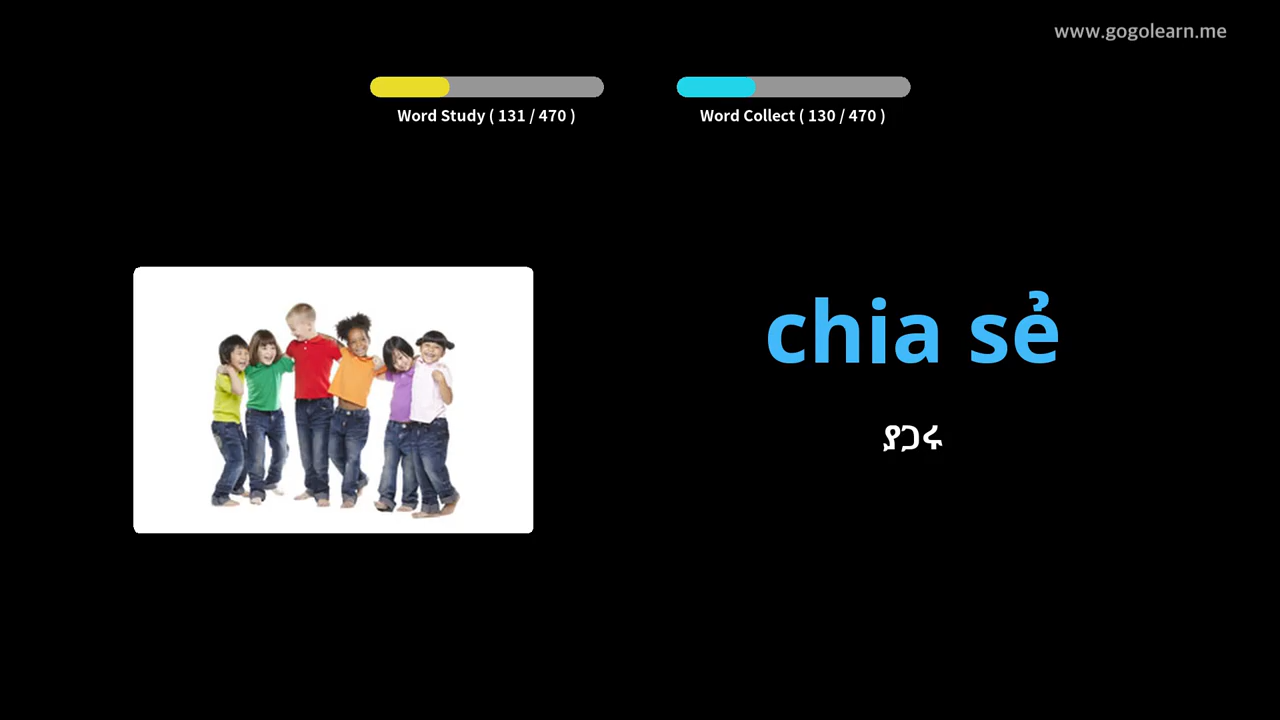 www.gogolearn.me
Word Study ( 131 / 470 )
Word Collect ( 130 / 470 )
chia sẻ
ያጋሩ